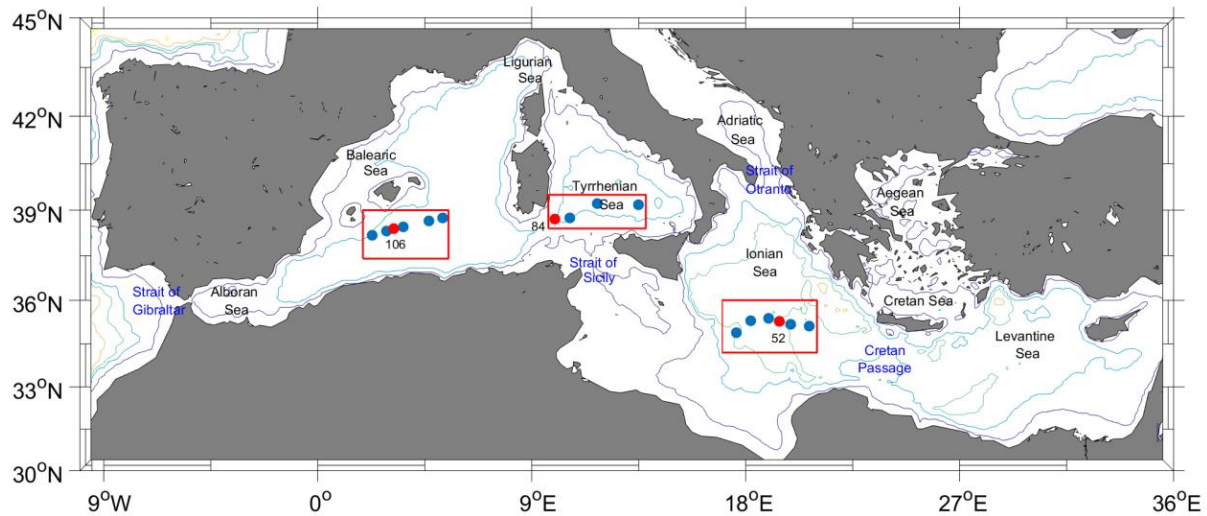 45°N
42°N
39°N
36°N
33°N
30°N
Ligurian
Sea
Adriatic
Sea
Balearic
Sea
Strait of
Otranto
Tyrrhenian
Sea
Aegean
Sea
84
106
Ionian
Sea
Strait of
Sicily
Strait of
Gibraltar
Alboran
Sea
Cretan Sea
52
Levantine
Sea
Cretan
Passage
9°W
0°
9°E
18°E
27°E
36°E